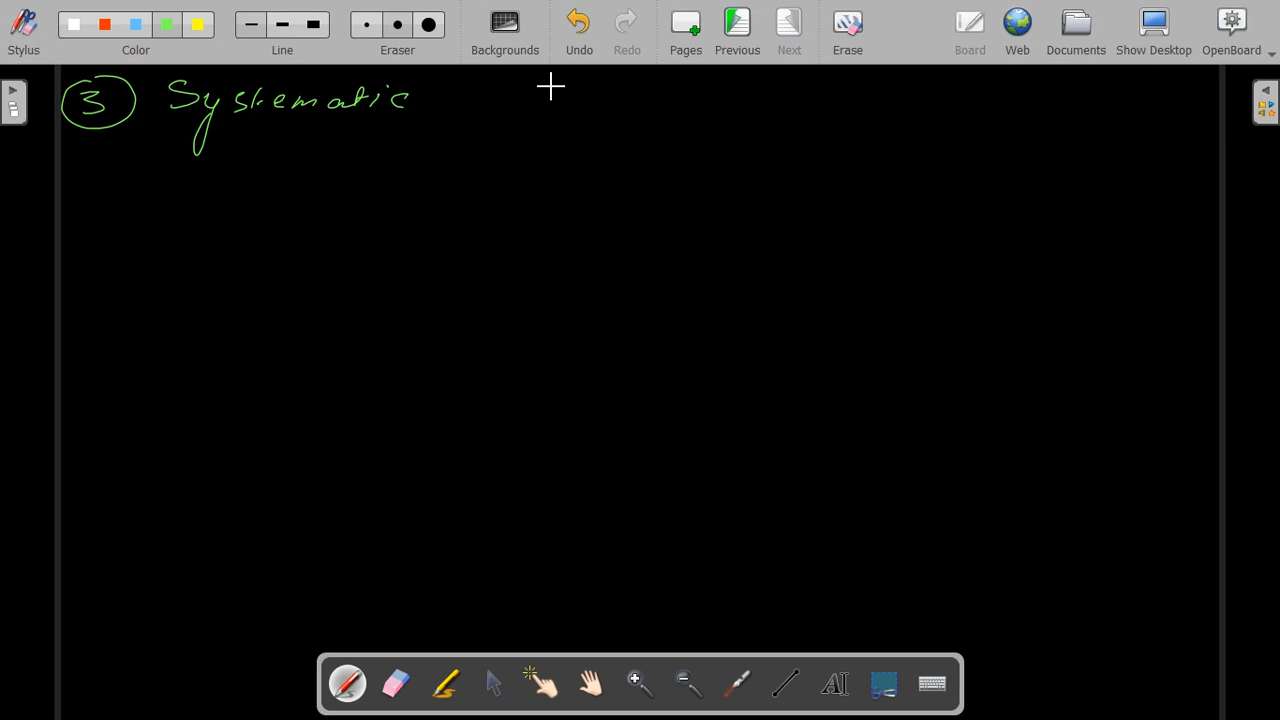 Stylus
Color
Line
Eraser
Backgrounds
Undo
Redo
Pages
Previous
Next
Erase
Board
Web
Documents
Show Desktop
OpenBoard
3 Systematic
AI